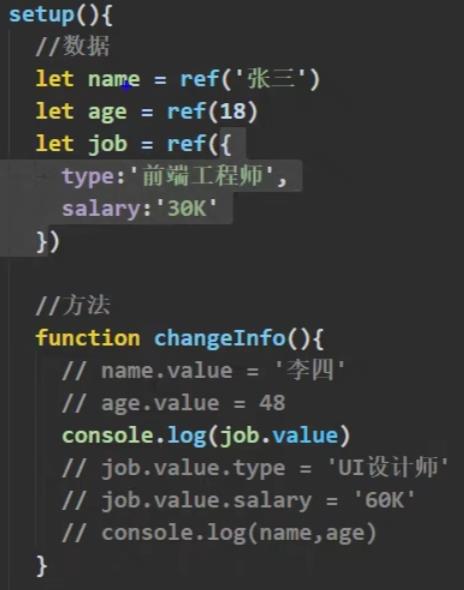 setup(){
//数据
let name = ref('张三')
let age = ref(18)
let job = ref({
type:'前端工程师',
salary:'30K'
})
//方法
function changeInfo(){
// name.value = '李四'
// age.value = 48
console.log(job.value)
// job.value.type = 'UI设计师'
// job.value.salary = '60K'
// console.log(name,age)
}